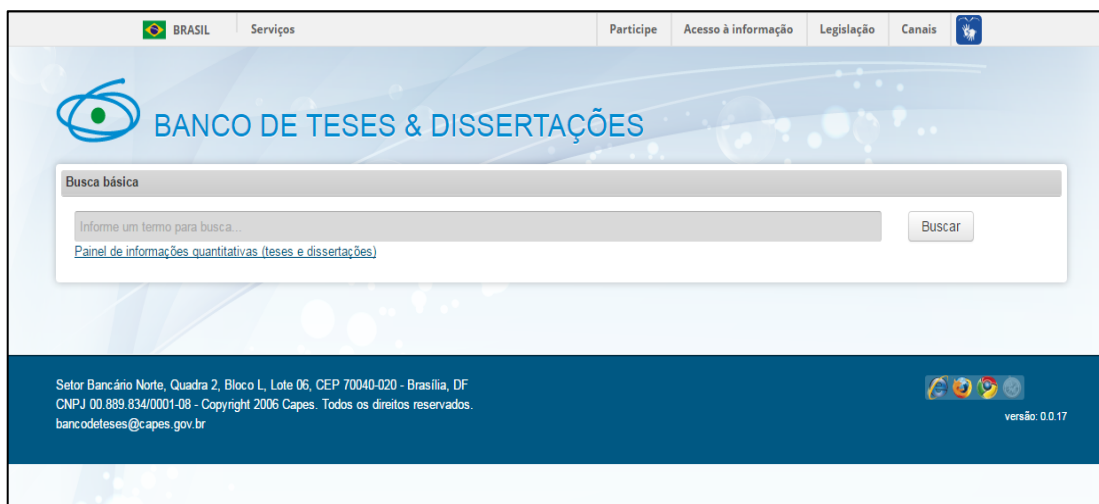 BRASIL Serviços Participe Acesso à informação Legislação Canais
BANCO DE TESES & DISSERTAÇÕES
Busca básica
Informe um termo para busca...
Buscar
Painel de informações quantitativas (teses e dissertações)
Setor Bancário Norte, Quadra 2, Bloco L, Lote 06, CEP 70040-020 - Brasília, DF
CNPJ 00.889.834/0001-08 - Copyright 2006 Capes. Todos os direitos reservados.
bancodeteses@capes.gov.br
versão: 0.0.17